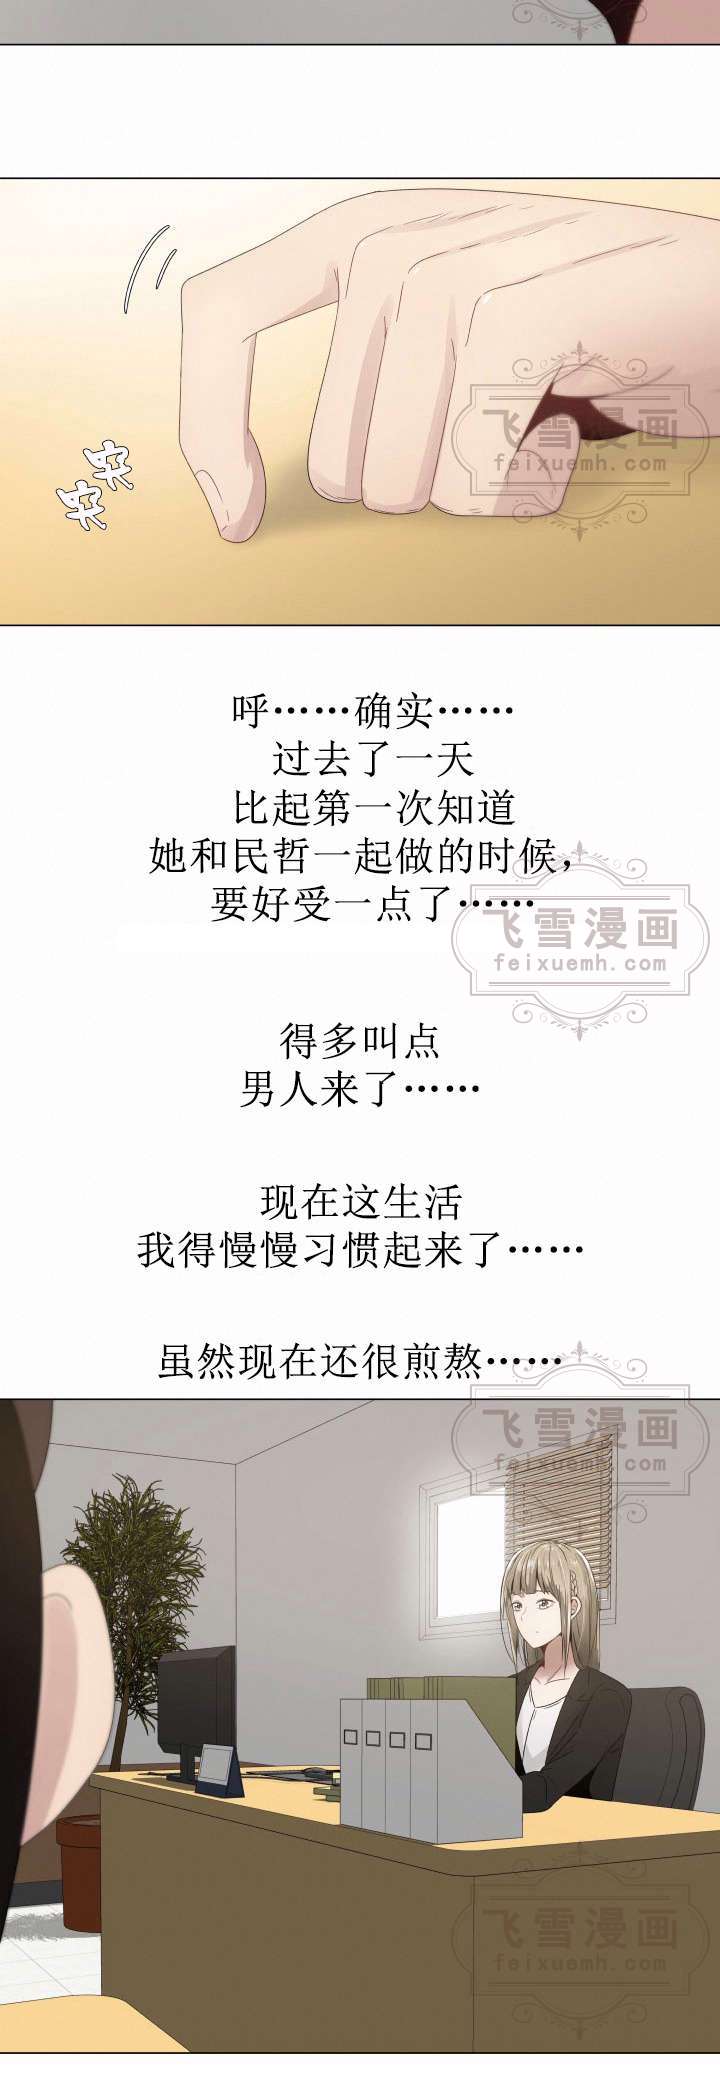 飞雪漫画
feixuemh.com
突
突
呼……确实……
过去了一天
比起第一次知道
她和民哲一起做的时候，
要好受一点了……
飞雪漫画
feixuemh.com
得多叫点
男人来了……
现在这生活
我得慢慢习惯起来了……
虽然现在还很煎熬……
飞雪漫画
feixuemh.com
飞雪漫画
feixuemh.com